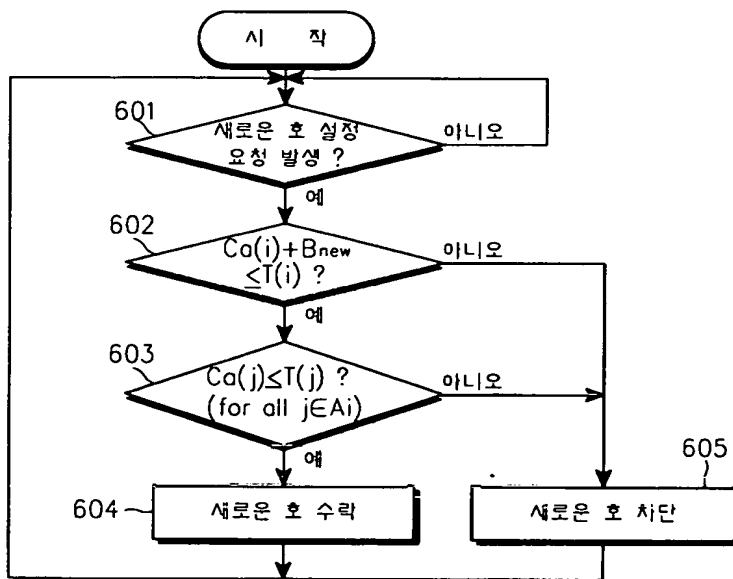 시 작
601
새로운 호 설정
요청 발생 ?
아니오
예
602
Ca(i)+Bnew
≤T(i) ?
아니오
예
603
Ca(j)≤T(j) ?
(for all j∈Ai)
아니오
예
604
새로운 호 수락
605
새로운 호 차단